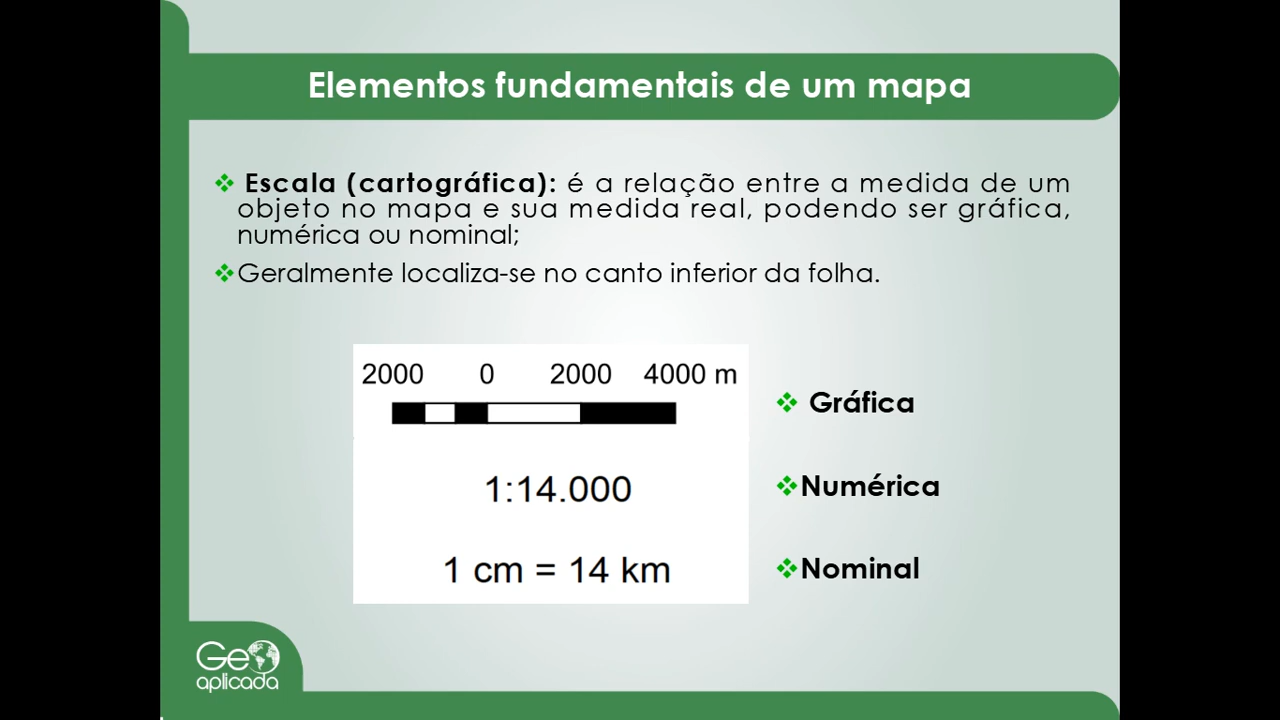 Elementos fundamentais de um mapa
Escala (cartográfica): é a relação entre a medida de um
objeto no mapa e sua medida real, podendo ser gráfica,
numérica ou nominal;
Geralmente localiza-se no canto inferior da folha.
2000 0 2000 4000 m
Gráfica
1:14.000
Numérica
1 cm = 14 km
Nominal
Geo
aplicada